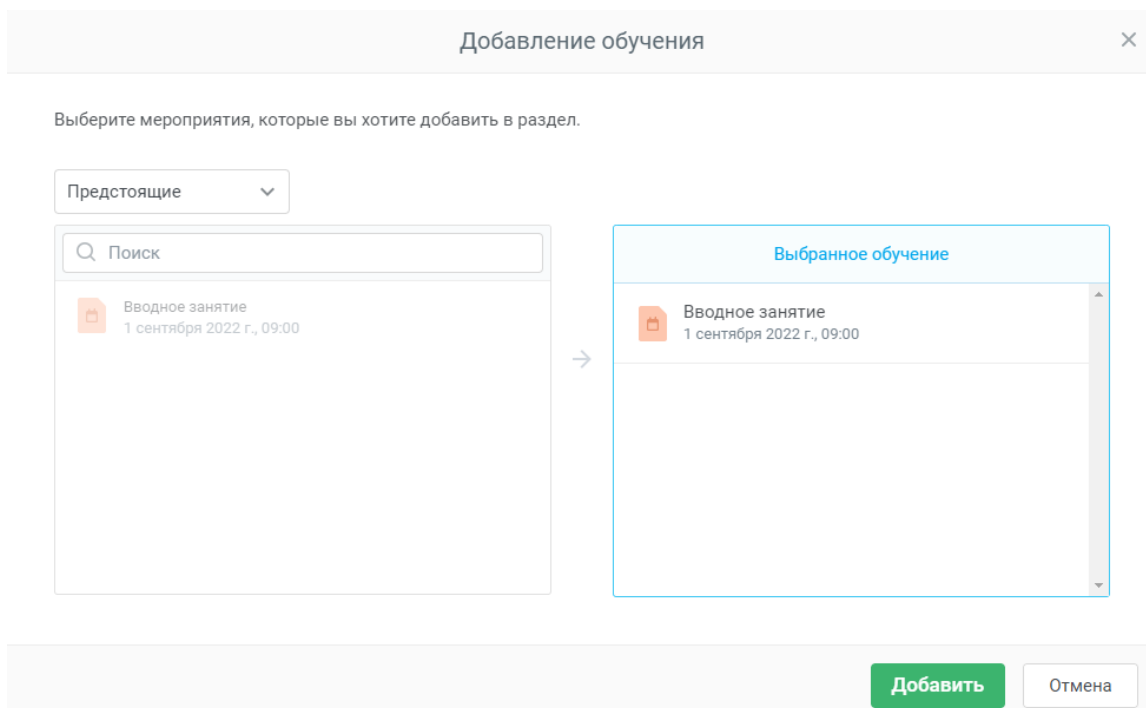 Добавление обучения
Выберите мероприятия, которые вы хотите добавить в раздел.
Предстоящие
Поиск
Вводное занятие
1 сентября 2022 г., 09:00
Выбранное обучение
Вводное занятие
1 сентября 2022 г., 09:00
Добавить
Отмена